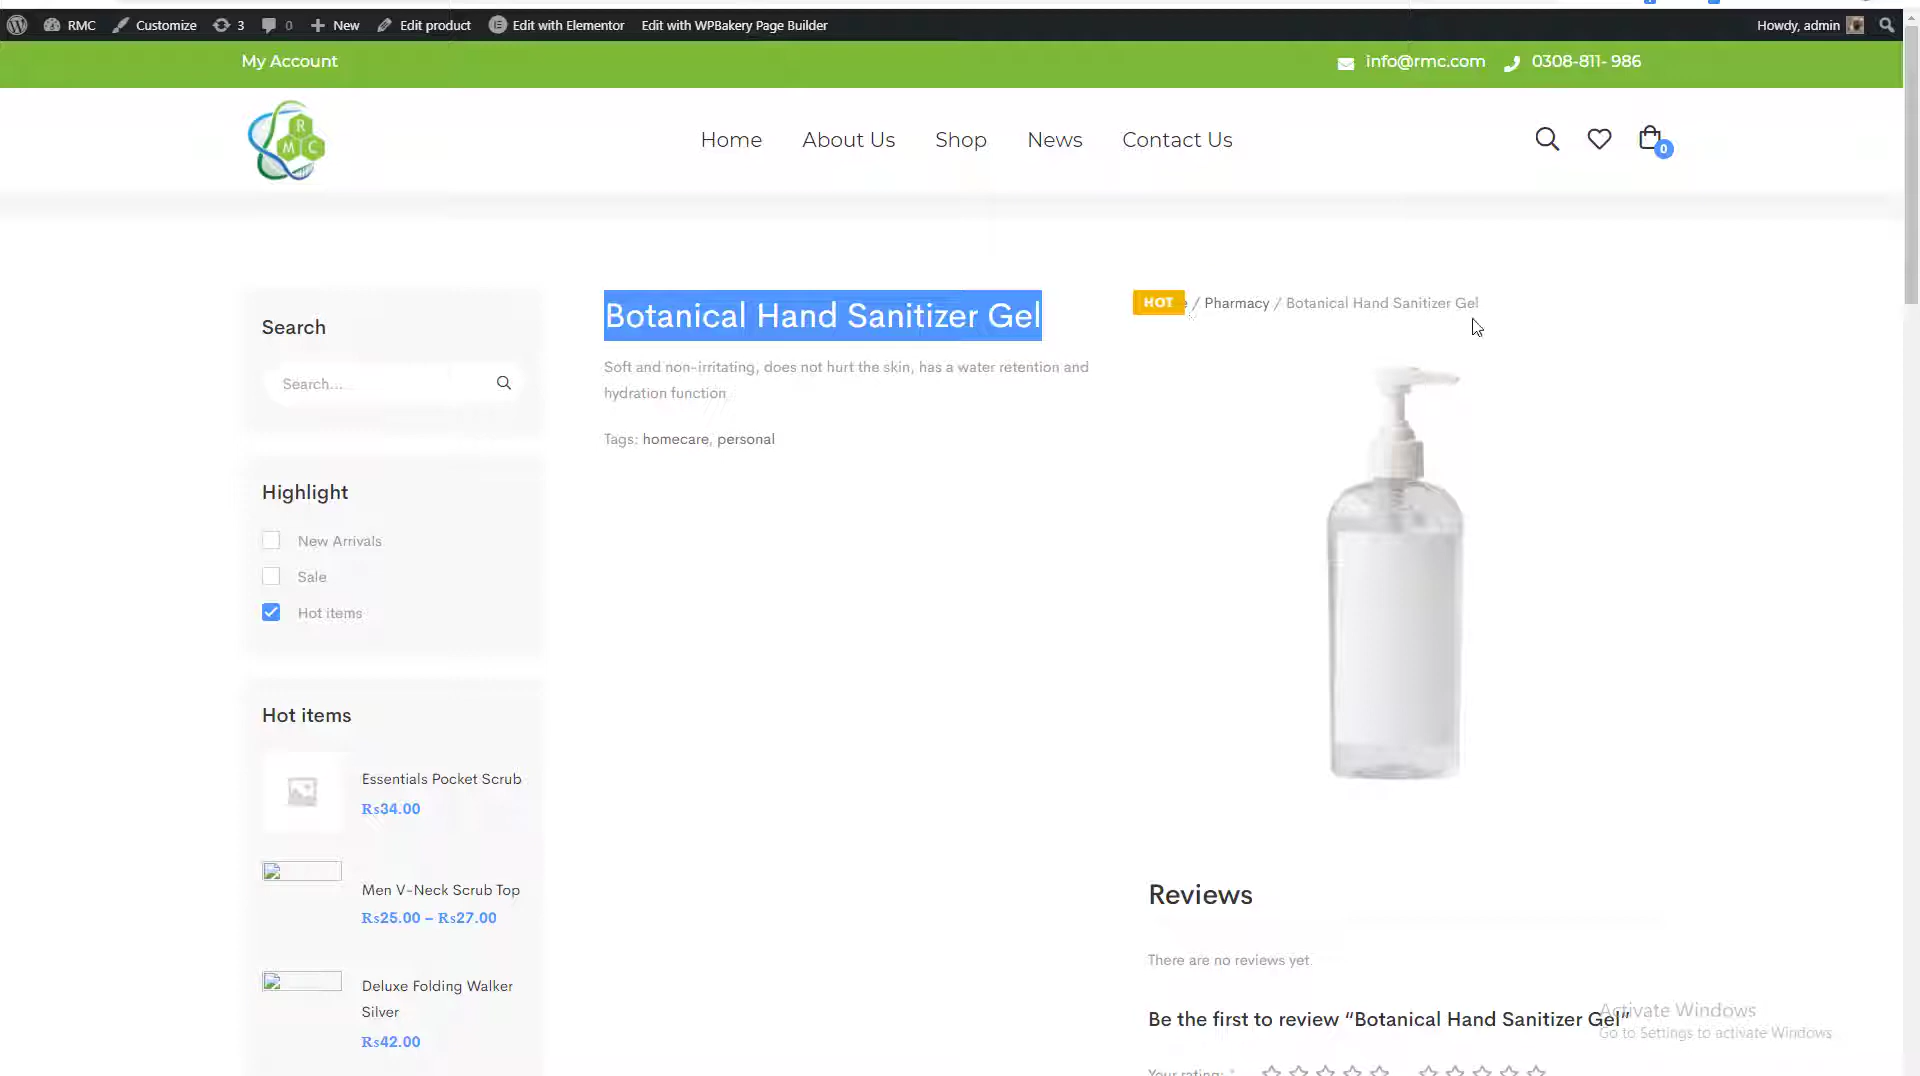 RMC Customize 3 0 New Edit product Edit with Elementor Edit with WPBakery Page Builder Howdy, admin
My Account info@rmc.com 0308-811- 986
R M C
Home About Us Shop News Contact Us 0
Search
Search....
Highlight
New Arrivals
Sale
Hot items
Hot items
Essentials Pocket Scrub
Rs34.00
Men V-Neck Scrub Top
Rs25.00 – Rs27.00
Deluxe Folding Walker
Silver
Rs42.00
Botanical Hand Sanitizer Gel
Soft and non-irritating, does not hurt the skin, has a water retention and
hydration function
Tags: homecare, personal
HOT / Pharmacy / Botanical Hand Sanitizer Gel
Reviews
There are no reviews yet.
Be the first to review “Botanical Hand Sanitizer Gel”
Your rating: *
Activate Windows
Go to Settings to activate Windows.